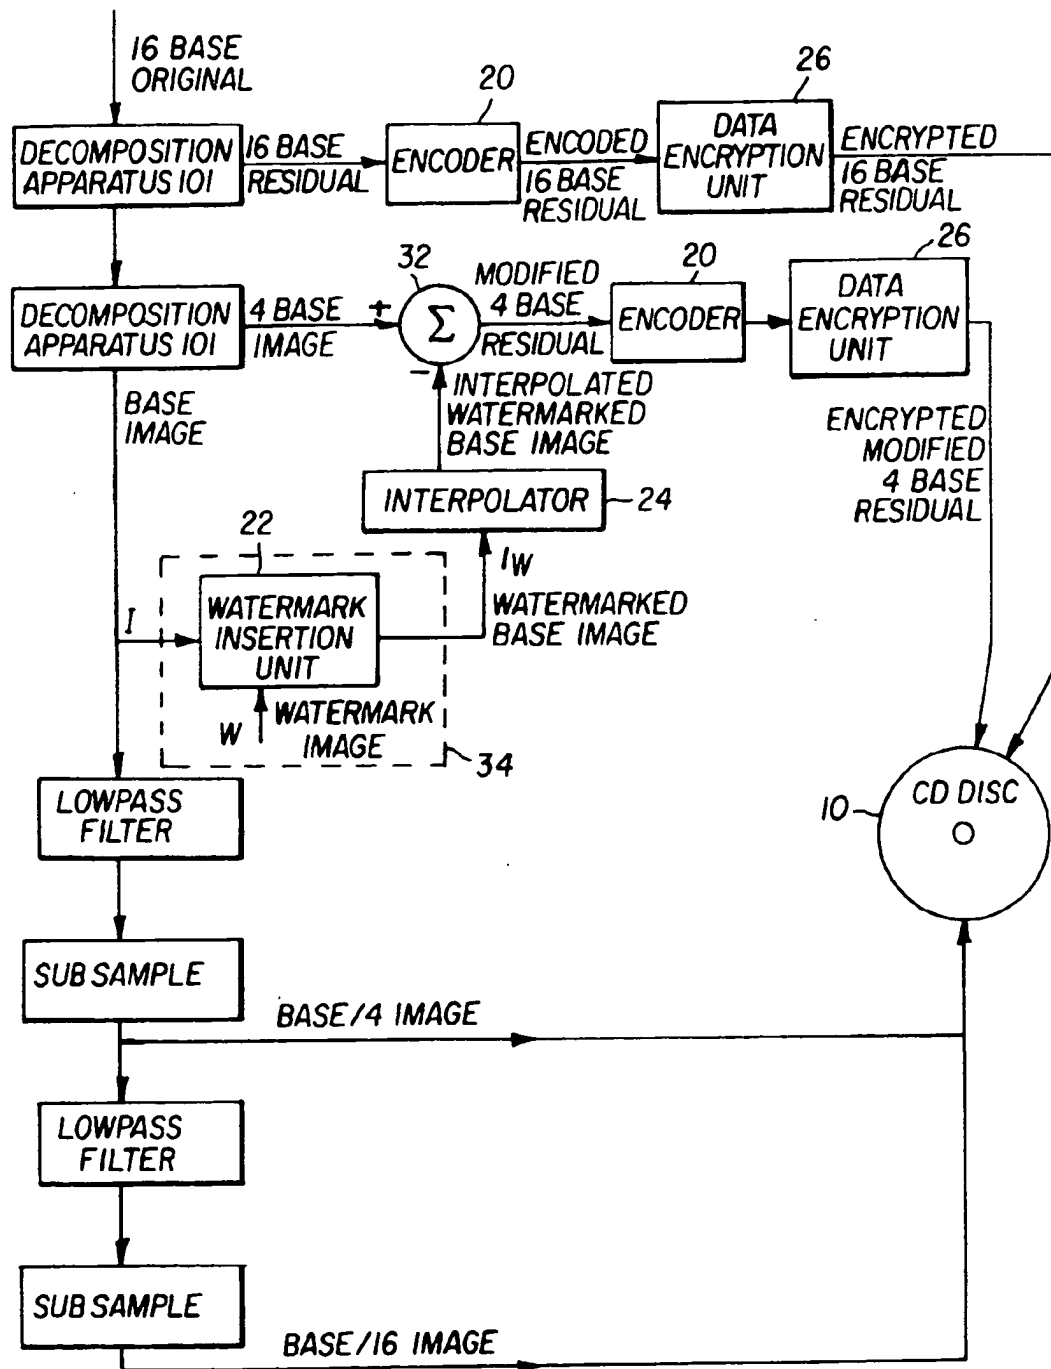 16 BASE
ORIGINAL
DECOMPOSITION
APPARATUS 101
16 BASE
RESIDUAL
20
ENCODER
ENCODED
16 BASE
RESIDUAL
26
DATA
ENCRYPTION
UNIT
ENCRYPTED
16 BASE
RESIDUAL
DECOMPOSITION
APPARATUS 101
4 BASE
IMAGE
32
+
Σ
-
MODIFIED
4 BASE
RESIDUAL
20
ENCODER
26
DATA
ENCRYPTION
UNIT
BASE
IMAGE
INTERPOLATED
WATERMARKED
BASE IMAGE
ENCRYPTED
MODIFIED
4 BASE
RESIDUAL
INTERPOLATOR
24
22
I
WATERMARK
INSERTION
UNIT
IW
WATERMARKED
BASE IMAGE
W
WATERMARK
IMAGE
34
LOWPASS
FILTER
10
CD DISC
SUB SAMPLE
BASE/4 IMAGE
LOWPASS
FILTER
SUB SAMPLE
BASE/16 IMAGE